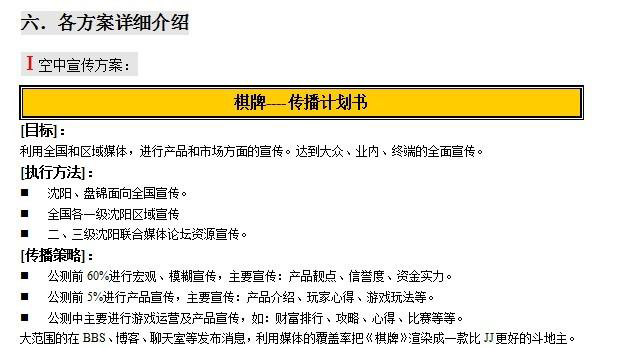 六．各方案详细介绍
I 空中宣传方案：
棋牌----传播计划书
[目标]：
利用全国和区域媒体，进行产品和市场方面的宣传。达到大众、业内、终端的全面宣传。
[执行方法]：
■ 沈阳、盘锦面向全国宣传。
■ 全国各一级沈阳区域宣传
■ 二、三级沈阳联合媒体论坛资源宣传。
[传播策略]：
■ 公测前 60%进行宏观、模糊宣传，主要宣传：产品靓点、信誉度、资金实力。
■ 公测前 5%进行产品宣传，主要宣传：产品介绍、玩家心得、游戏玩法等。
■ 公测中主要进行游戏运营及产品宣传，如：财富排行、攻略、心得、比赛等等。
大范围的在 BBS、博客、聊天室等发布消息，利用媒体的覆盖率把《棋牌》渲染成一款比 JJ 更好的斗地主。